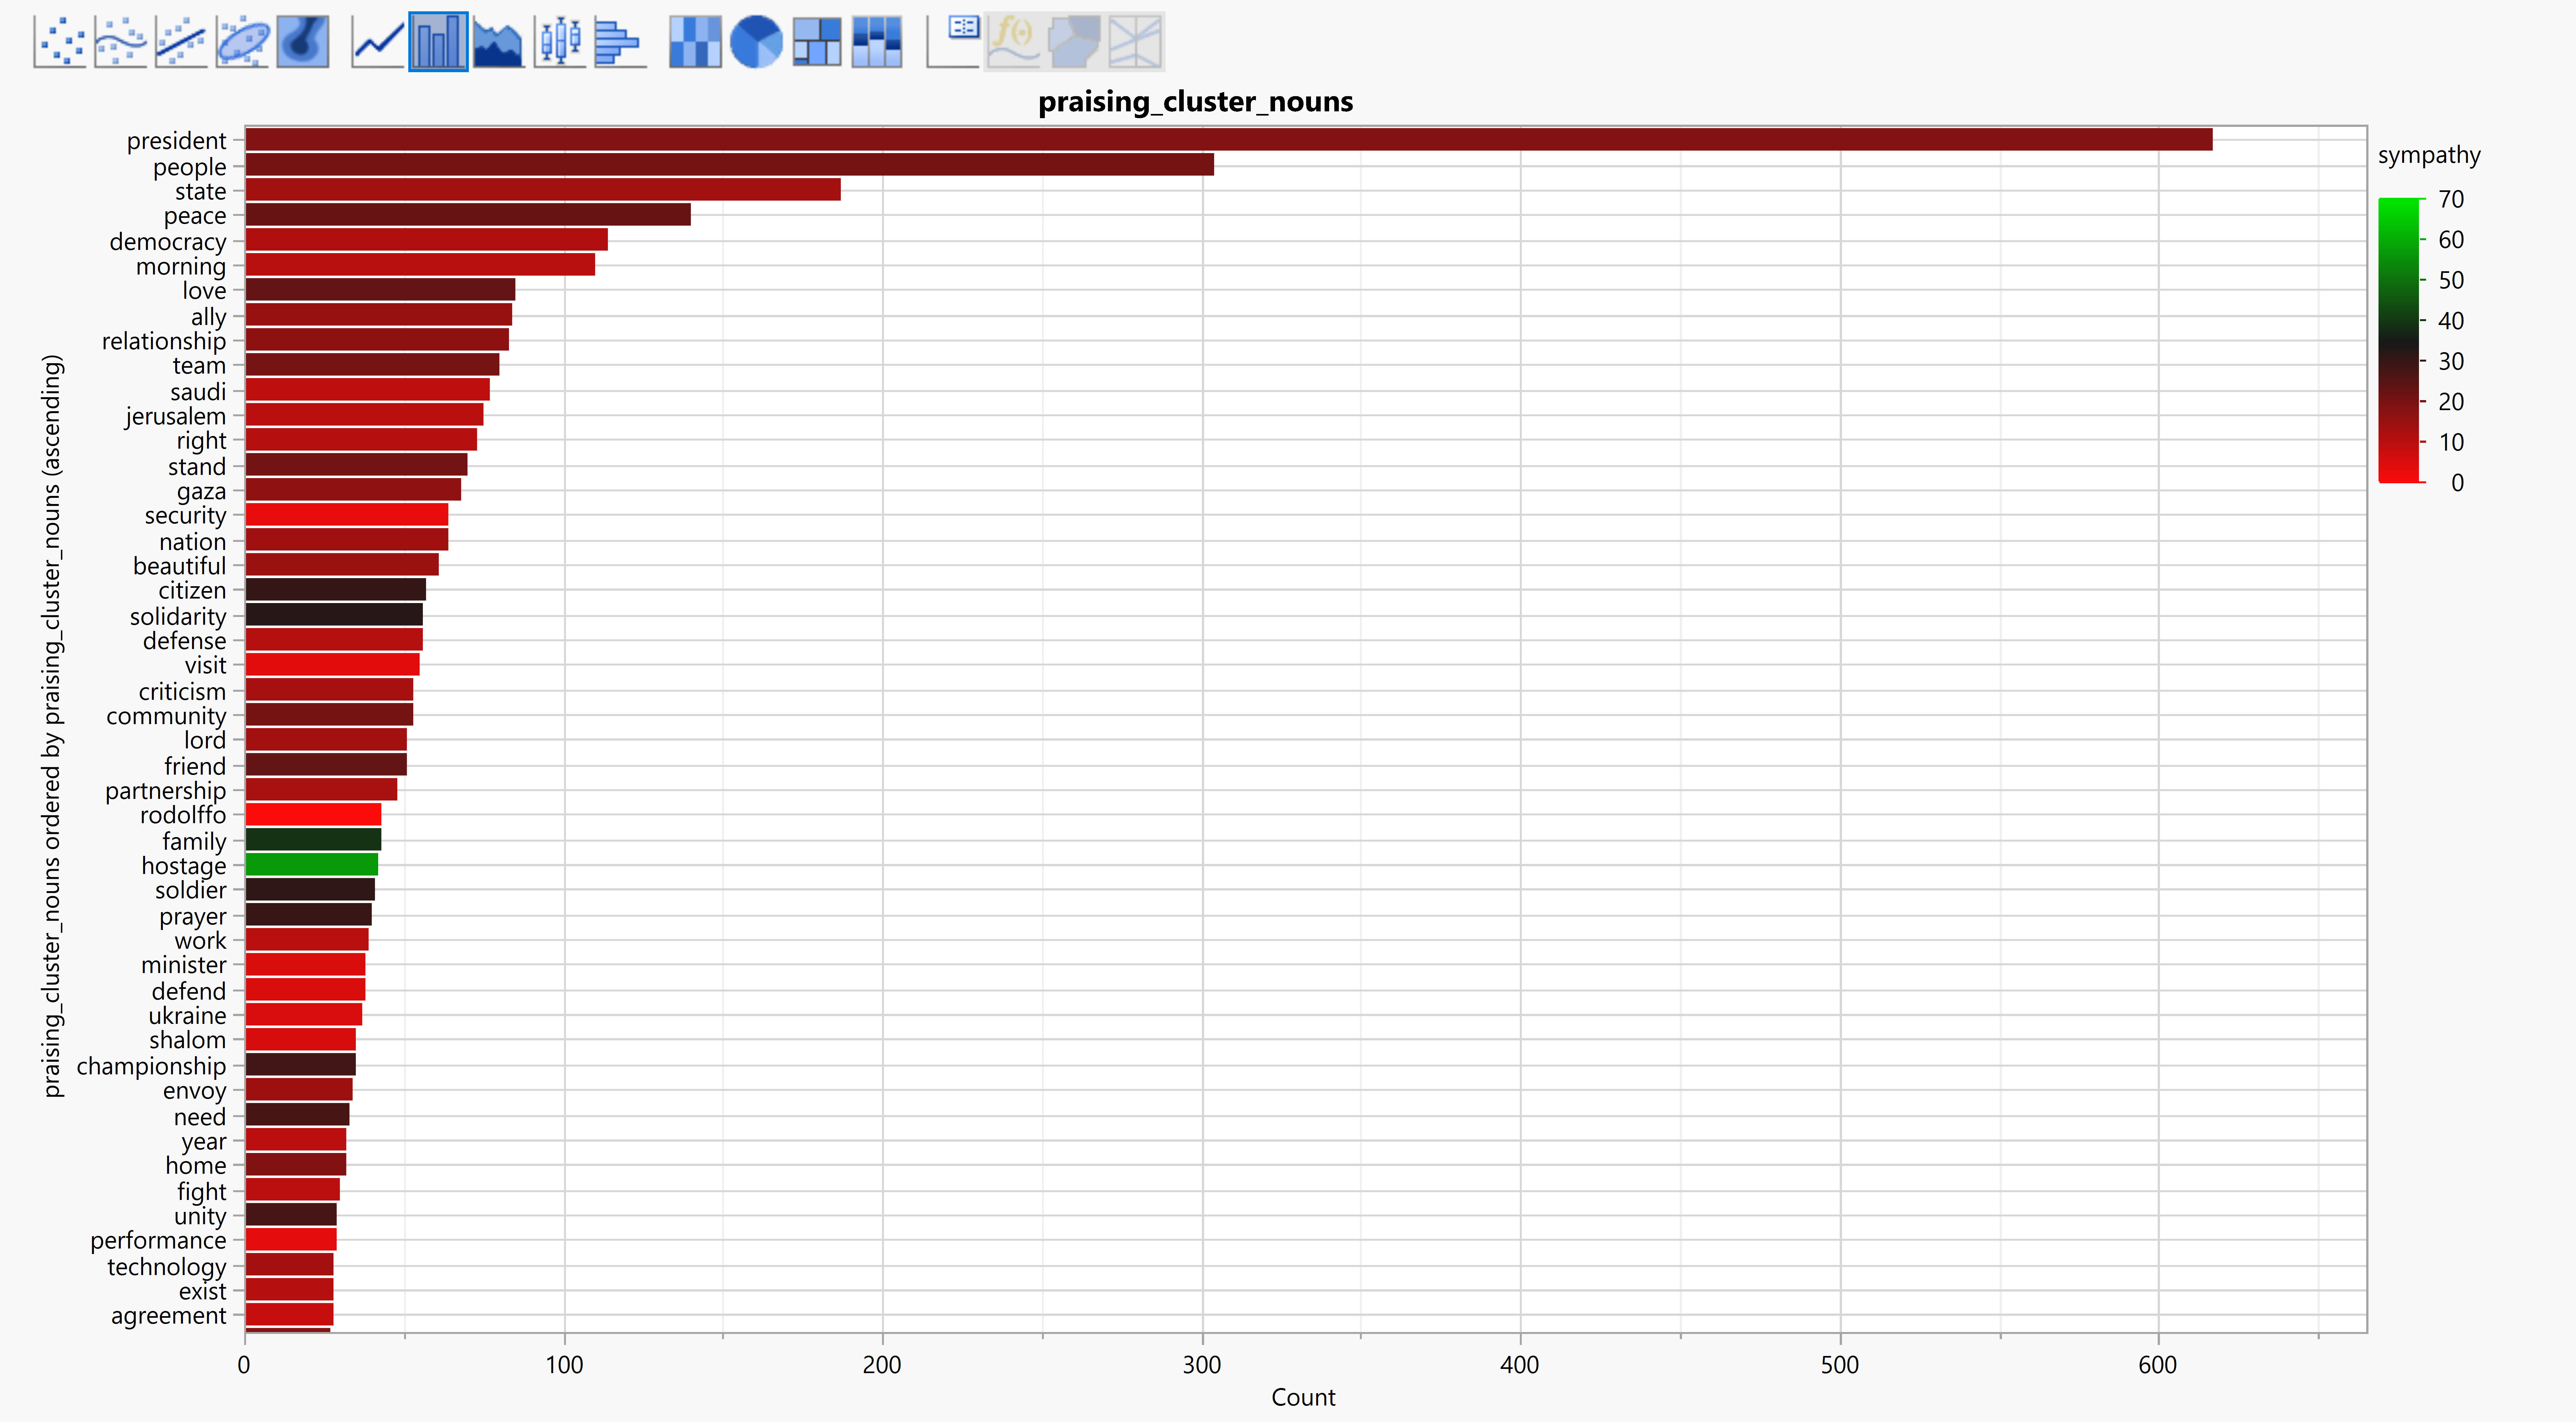 f(·)
praising_cluster_nouns
president
people
state
peace
democracy
morning
love
ally
relationship
team
saudi
jerusalem
right
stand
gaza
security
nation
beautiful
citizen
solidarity
defense
visit
criticism
community
lord
friend
partnership
rodolffo
family
hostage
soldier
prayer
work
minister
defend
ukraine
shalom
championship
envoy
need
year
home
fight
unity
performance
technology
exist
agreement
praising_cluster_nouns ordered by praising_cluster_nouns (ascending)
0 100 200 300 400 500 600
Count
sympathy
70
60
50
40
30
20
10
0